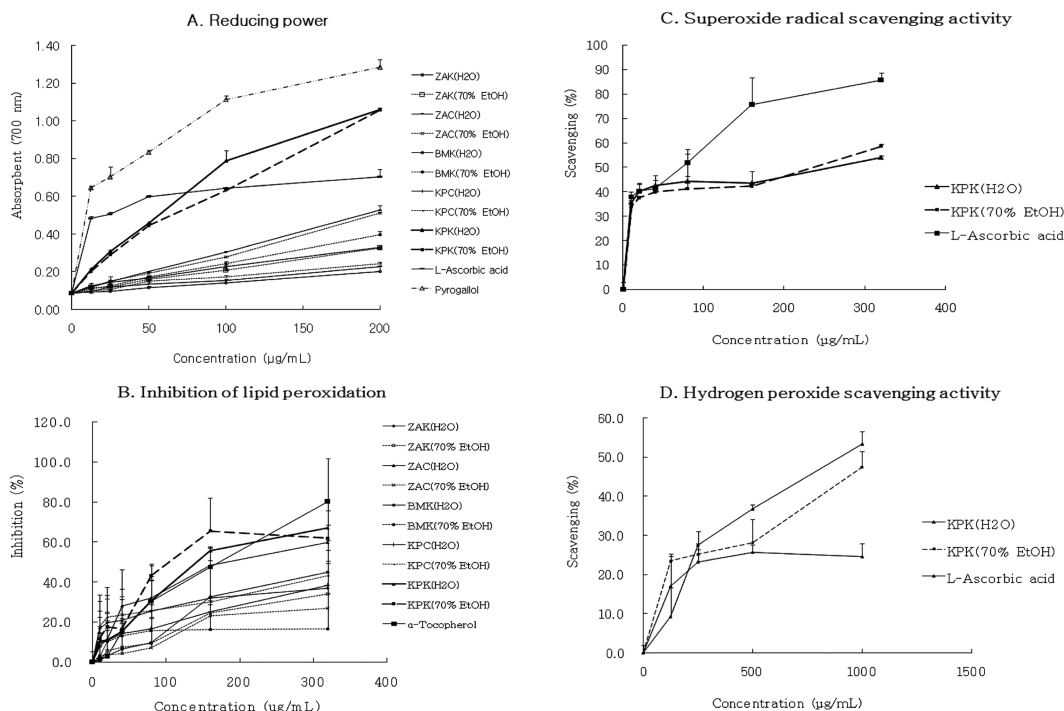 A. Reducing power
1.40
1.20
1.00
0.80
0.60
0.40
0.20
0.00
Absorpbent (700 nm)
0
50
100
150
200
Concentration (µg/mL)
ZAK(H2O)
ZAK(70% EtOH)
ZAC(H2O)
ZAC(70% EtOH)
BMK(H2O)
BMK(70% EtOH)
KPC(H2O)
KPC(70% EtOH)
KPK(H2O)
KPK(70% EtOH)
L-Ascorbic acid
Pyrogallol
C. Superoxide radical scavenging activity
100
90
80
70
60
50
40
30
20
10
0
Scavenging (%)
0
100
200
300
400
Concentration (µg/mL)
KPK(H2O)
KPK(70% EtOH)
L-Ascorbic acid
B. Inhibition of lipid peroxidation
120.0
100.0
80.0
60.0
40.0
20.0
0.0
Inhibition (%)
0
100
200
300
400
Concentration (µg/mL)
ZAK(H2O)
ZAK(70% EtOH)
ZAC(H2O)
ZAC(70% EtOH)
BMK(H2O)
BMK(70% EtOH)
KPC(H2O)
KPC(70% EtOH)
KPK(H2O)
KPK(70% EtOH)
α-Tocopherol
D. Hydrogen peroxide scavenging activity
60.0
50.0
40.0
30.0
20.0
10.0
0.0
Scavenging (%)
0
500
1000
1500
Concentration (µg/mL)
KPK(H2O)
KPK(70% EtOH)
L-Ascorbic acid